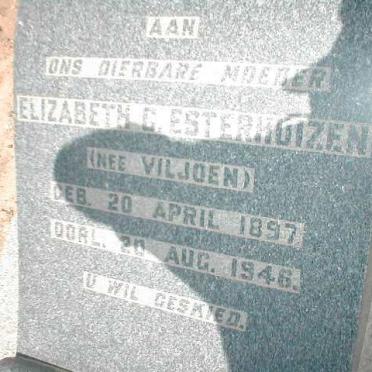 AAN
ONS DIERBARE MOEDER
ELIZABETH C. ESTERHUIZEN
(NEE VILJOEN)
GEB. 20 APRIL 1897
OORL. 20 AUG. 1946.
U WIL GESKIED.